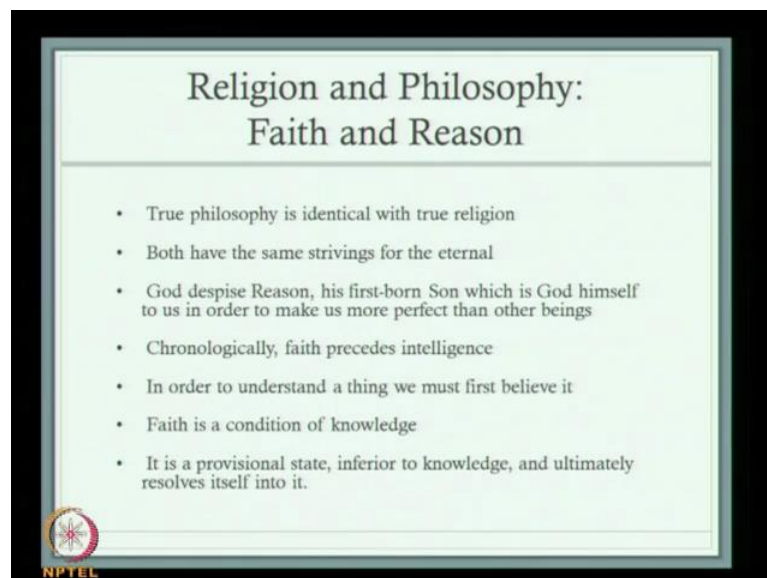 Religion and Philosophy:
Faith and Reason
• True philosophy is identical with true religion
• Both have the same strivings for the eternal
• God despise Reason, his first-born Son which is God himself
to us in order to make us more perfect than other beings
• Chronologically, faith precedes intelligence
• In order to understand a thing we must first believe it
• Faith is a condition of knowledge
• It is a provisional state, inferior to knowledge, and ultimately
resolves itself into it.
NPTEL